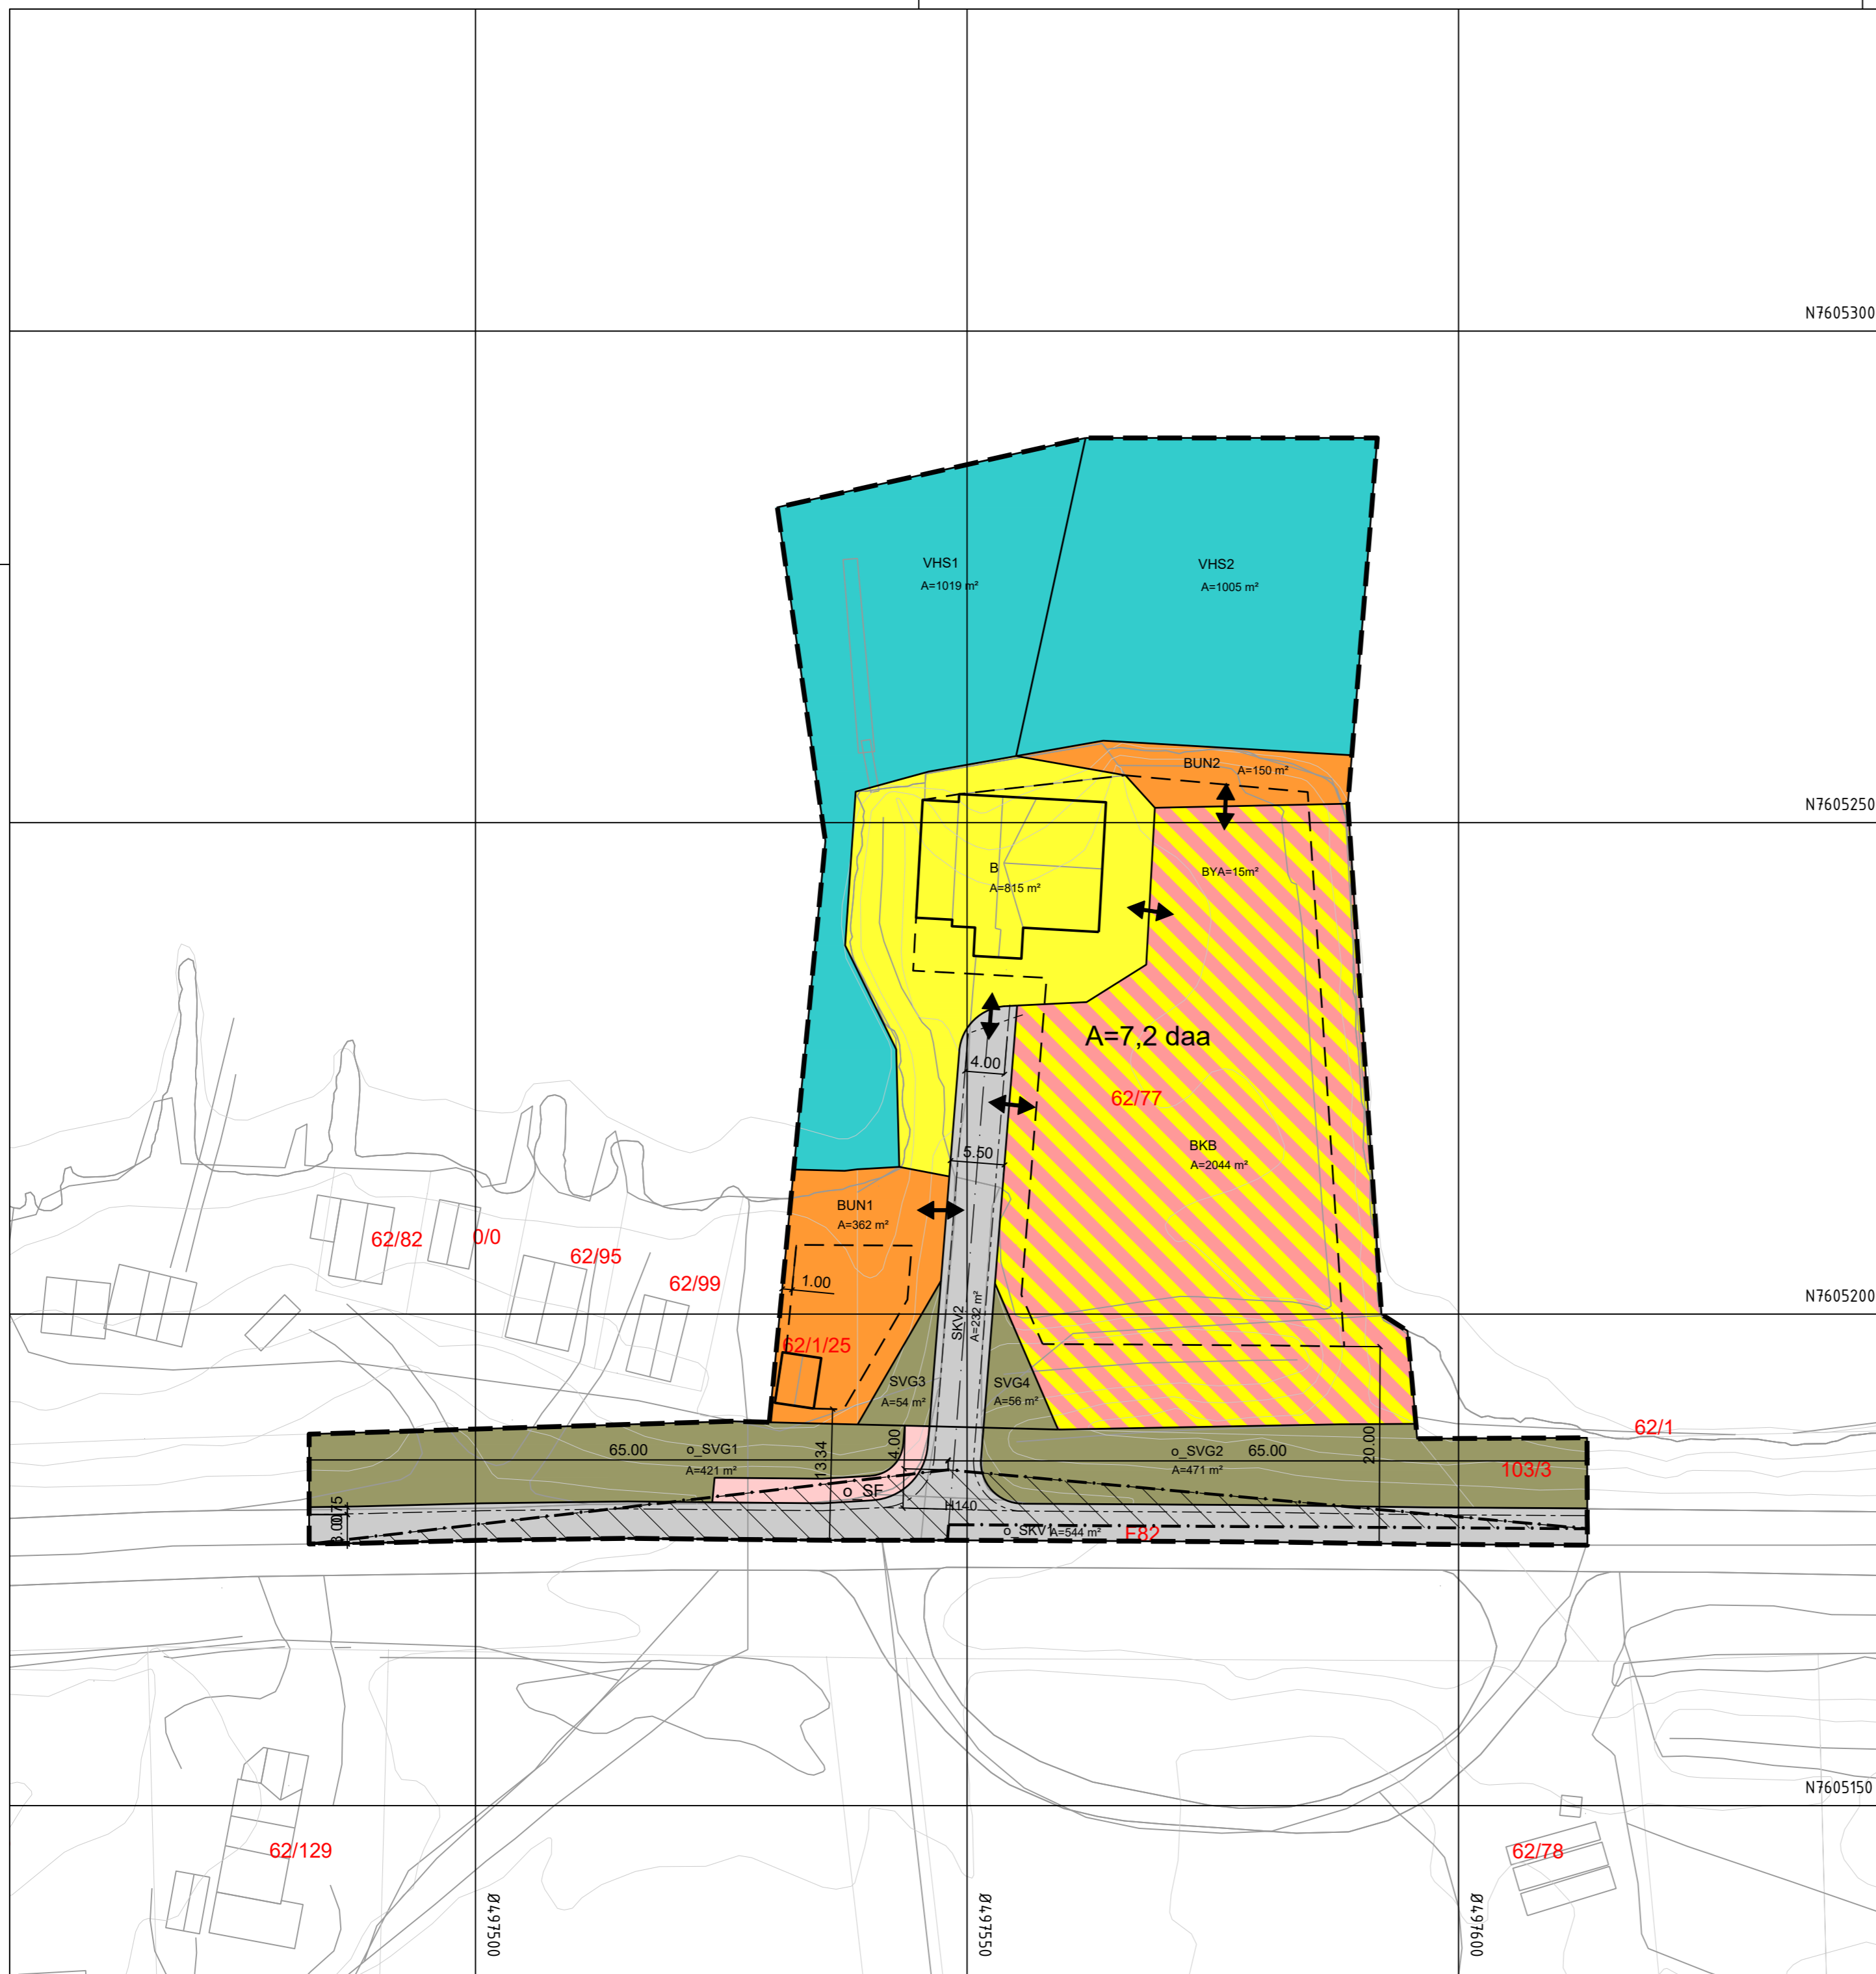 N7605300
VHS1
A=1019 m²
VHS2
A=1005 m²
BUN2
A=150 m²
N7605250
B
A=815 m²
BYA=15m²
A=7,2 daa
4.00
62/77
BKB
A=2044 m²
5.50
BUN1
A=362 m²
62/82
0/0
62/95
62/99
1.00
N7605200
SKV2
A=232 m²
62/1/25
SVG3
A=54 m²
SVG4
A=56 m²
62/1
65.00
o_SVG1
A=421 m²
13.34
4.00
o_SVG2
65.00
A=471 m²
20.00
103/3
o_SF
H140
3.00
0.75
o_SKV1
A=544 m²
F82
N7605150
62/129
62/78
Ø497500
Ø497550
Ø497600